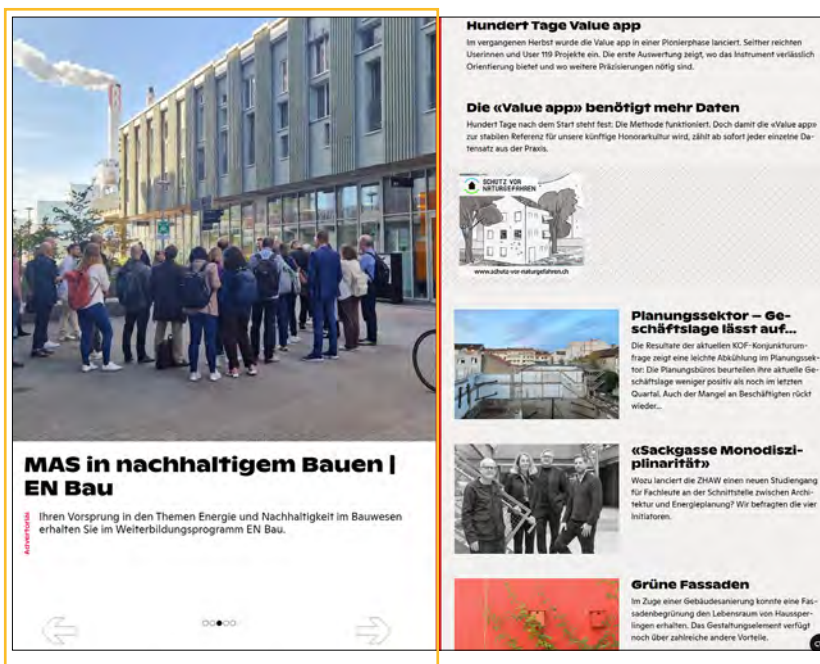 MAS in nachhaltigem Bauen |
EN Bau
Advertorial
Ihren Vorsprung in den Themen Energie und Nachhaltigkeit im Bauwesen
erhalten Sie im Weiterbildungsprogramm EN Bau.
Hundert Tage Value app
Im vergangenen Herbst wurde die Value app in einer Pionierphase lanciert. Seither reichten
Userinnen und User 119 Projekte ein. Die erste Auswertung zeigt, wo das Instrument verlässlich
Orientierung bietet und wo weitere Präzisierungen nötig sind.
Die «Value app» benötigt mehr Daten
Hundert Tage nach dem Start steht fest: Die Methode funktioniert. Doch damit die «Value app»
zur stabilen Referenz für unsere künftige Honorarkultur wird, zählt ab sofort jeder einzelne Da-
tensatz aus der Praxis.
SCHUTZ VOR
NATURGEFAHREN
www.schutz-vor-naturgefahren.ch
Planungssektor – Ge-
schäftslage lässt auf...
Die Resultate der aktuellen KOF-Konjunkturum-
frage zeigt eine leichte Abkühlung im Planungssek-
tor: Die Planungsbüros beurteilen ihre aktuelle Ge-
schäftslage weniger positiv als noch im letzten
Quartal. Auch der Mangel an Beschäftigten rückt
wieder...
«Sackgasse Monodiszi-
plinarität»
Wozu lanciert die ZHAW einen neuen Studiengang
für Fachleute an der Schnittstelle zwischen Archi-
tektur und Energieplanung? Wir befragten die vier
Initiatoren.
Grüne Fassaden
Im Zuge einer Gebäudesanierung konnte eine Fas-
sadenbegrünung den Lebensraum von Haussper-
lingen erhalten. Das Gestaltungselement verfügt
noch über zahlreiche andere Vorteile.